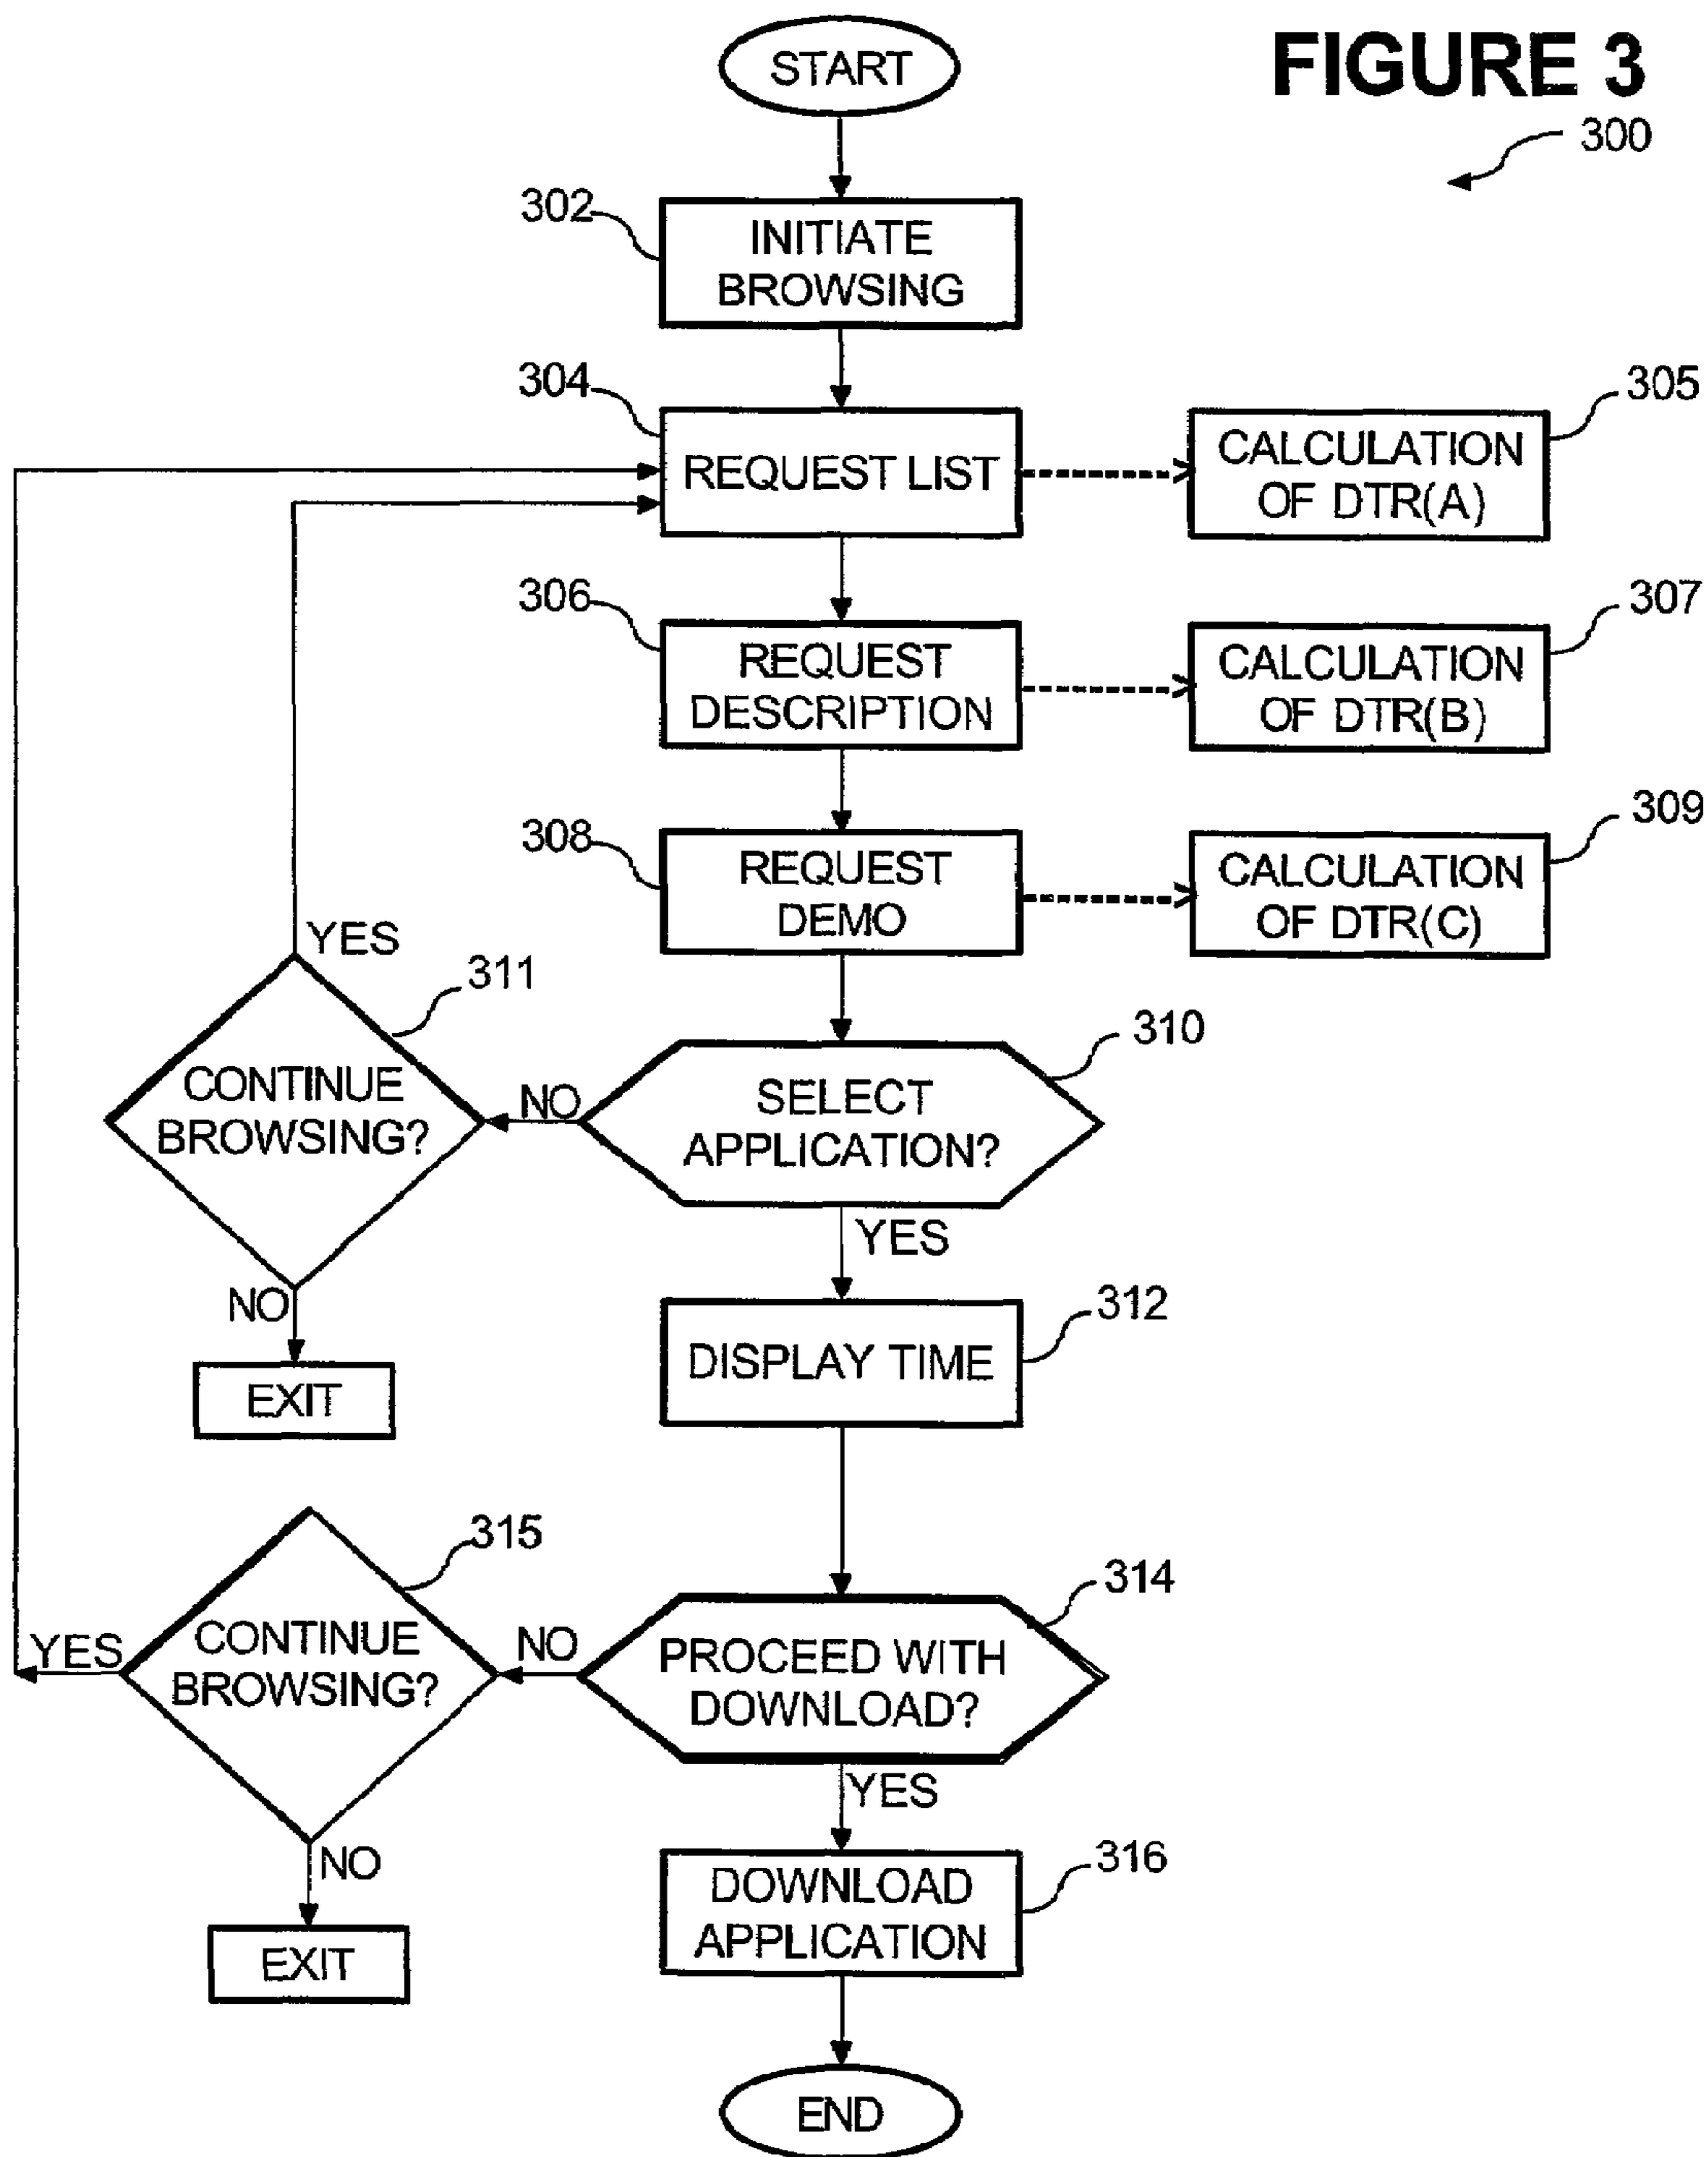 FIGURE 3
300
START
302
INITIATE
BROWSING
304
REQUEST LIST
305
CALCULATION
OF DTR(A)
306
REQUEST
DESCRIPTION
307
CALCULATION
OF DTR(B)
308
REQUEST
DEMO
309
CALCULATION
OF DTR(C)
310
SELECT
APPLICATION?
NO
311
CONTINUE
BROWSING?
YES
NO
EXIT
YES
312
DISPLAY TIME
314
PROCEED WITH
DOWNLOAD?
NO
315
CONTINUE
BROWSING?
YES
NO
EXIT
YES
316
DOWNLOAD
APPLICATION
END